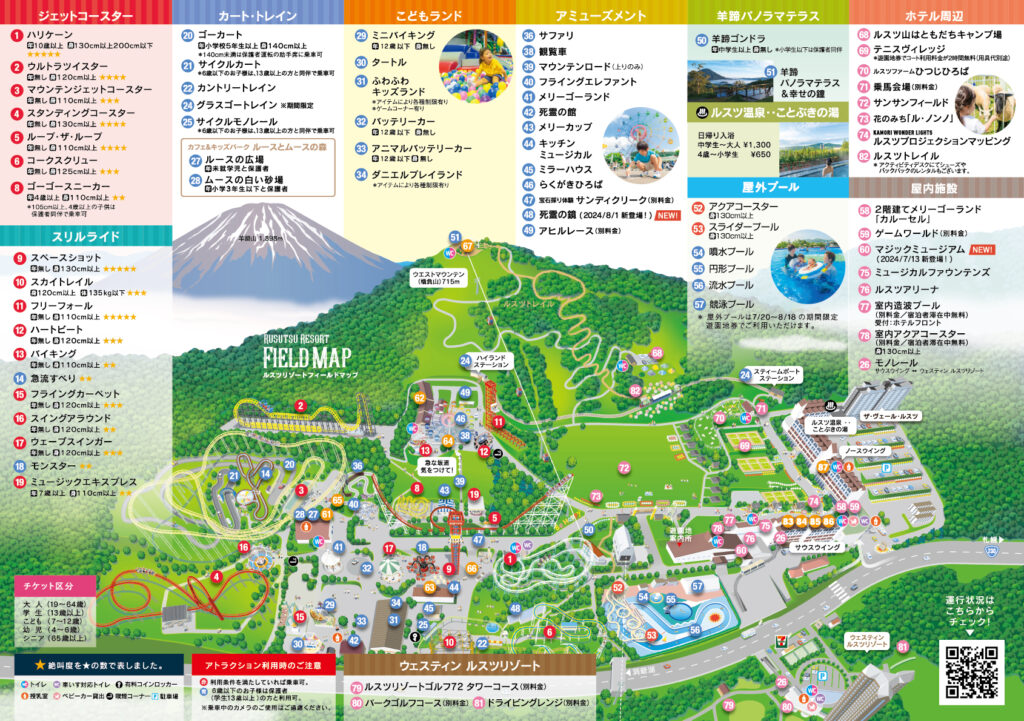 ジェットコースター
1 ハリケーン
年10歳以上 身130cm以上200cm以下
★★★★★
2 ウルトラツイスター
年無し 身120cm以上 ★★★★
3 マウンテンジェットコースター
年無し 身110cm以上 ★★★
4 スタンディングコースター
年無し 身110cm以上 ★★★★
5 ループ・ザ・ループ
年無し 身110cm以上 ★★★★
6 コークスクリュー
年無し 身125cm以上 ★★★
8 ゴーゴースニーカー
年4歳以上 身110cm以上 ★★
*105cm以上、4歳以上の子供は
保護者同伴で乗車可
スリルライド
9 スペースショット
年無し 身130cm以上 ★★★★★
10 スカイトレイル
身120cm以上 体135kg以下 ★★★
11 フリーフォール
年無し 身110cm以上 ★★★★★
12 ハートビート
年無し 身120cm以上 ★★★
13 バイキング
年無し 身110cm以上 ★★
14 急流すべり ★★
15 フライングカーペット
年無し 身120cm以上 ★★★
16 スイングアラウンド
年無し 身120cm以上 ★★
17 ウェーブスインガー
年無し 身120cm以上 ★★
18 モンスター ★★
19 ミュージックエキスプレス
年7歳以上 身110cm以上 ★★
カート・トレイン
20 ゴーカート
年小学校5年生以上 身140cm以上
*140cm未満は保護者運転の助手席に乗車可
21 サイクルカート
*6歳以下のお子様は、13歳以上の方と同伴で乗車可
22 カントリートレイン
24 グラスゴートレイン ※期間限定
25 サイクルモノレール
*6歳以下のお子様は、13歳以上の方と同伴で乗車可
カフェ&キッズパーク ルースとムースの森
27 ルースの広場
年未就学児と保護者
28 ムースの白い砂場
年小学3年生以下と保護者
こどもランド
29 ミニバイキング
年12歳以下 身無し
30 タートル
31 ふわふわ
キッズランド
*アイテムにより各種制限有り
*ゲームコーナー有り
32 バッテリーカー
年12歳以下 身無し
33 アニマルバッテリーカー
年12歳以下 身無し
34 ダニエルプレイランド
*アイテムにより各種制限有り
アミューズメント
36 サファリ
38 観覧車
39 マウンテンロード(上りのみ)
40 フライングエレファント
41 メリーゴーランド
42 死霊の館
43 メリーカップ
44 キッチン
ミュージカル
45 ミラーハウス
46 らくがきひろば
47 宝石採り体験 サンディクリーク(別料金)
48 死霊の鏡(2024/8/1 新登場!) NEW!
49 アヒルレース(別料金)
羊蹄パノラマテラス
50 羊蹄ゴンドラ
年中学生以上 身無し *小学生以下は保護者同伴
51 羊蹄
パノラマテラス
&幸せの鐘
ルスツ温泉‥ことぶきの湯
日帰り入浴
中学生~大人 ¥1,300
4歳~小学生 ¥650
屋外プール
52 アクアコースター
身130cm以上
53 スライダープール
身130cm以上
54 噴水プール
55 円形プール
56 流水プール
57 競泳プール
* 屋外プールは7/20~8/18の期間限定
遊園地券でご利用いただけます。
ホテル周辺
68 ルスツ山はともだちキャンプ場
69 テニスヴィレッジ
*遊園地券でコート利用料金が2時間無料(用具代別途)
70 ルスツファーム ひつじひろば
71 乗馬会場(別料金)
72 サンサンフィールド
73 花のみち「ル・ノンノ」
74 KAMORI WONDER LIGHTS
ルスツプロジェクションマッピング
82 ルスツトレイル
* アクティビティデスクにてシューズや
バックパックのレンタルもございます。
屋内施設
58 2階建てメリーゴーランド
「カルーセル」
59 ゲームワールド(別料金)
60 マジックミュージアム NEW!
(2024/7/13 新登場!)
75 ミュージカルファウンテンズ
76 ルスツアリーナ
77 室内造波プール
(別料金/宿泊者滞在中無料)
受付:ホテルフロント
78 室内アクアコースター
(別料金/宿泊者滞在中無料)
身130cm以上
26 モノレール
サウスウイング ⇔ ウェスティン ルスツリゾート
羊蹄山 1,898m
ウエストマウンテン
(橇負山)715m
ルスツトレイル
RUSUTSU RESORT
FIELD MAP
ルスツリゾートフィールドマップ
ハイランド
ステーション
スティームボート
ステーション
急な坂道
気をつけて!
ルスツ温泉‥
ことぶきの湯
ザ・ヴェール・ルスツ
ノースウイング
サウスウイング
遊園地
案内所
札幌
230
洞爺湖
ウェスティン
ルスツリゾート
運行状況は
こちらから
チェック!
チケット区分
大人(19~64歳)
学生(13歳以上)
こども(7~12歳)
幼児(4~6歳)
シニア(65歳以上)
★絶叫度を★の数で表しました。
トイレ 車いす対応トイレ 有料コインロッカー
授乳室 ベビーカー貸出 喫煙コーナー P 駐車場
アトラクション利用時のご注意
利用条件を満たしていれば乗車可。
6歳以下のお子様は保護者
(学生13歳以上)の方と利用可。
※乗車中のカメラのご使用はご遠慮ください。
ウェスティン ルスツリゾート
79 ルスツリゾートゴルフ72 タワーコース(別料金)
80 パークゴルフコース(別料金) 81 ドライビングレンジ(別料金)